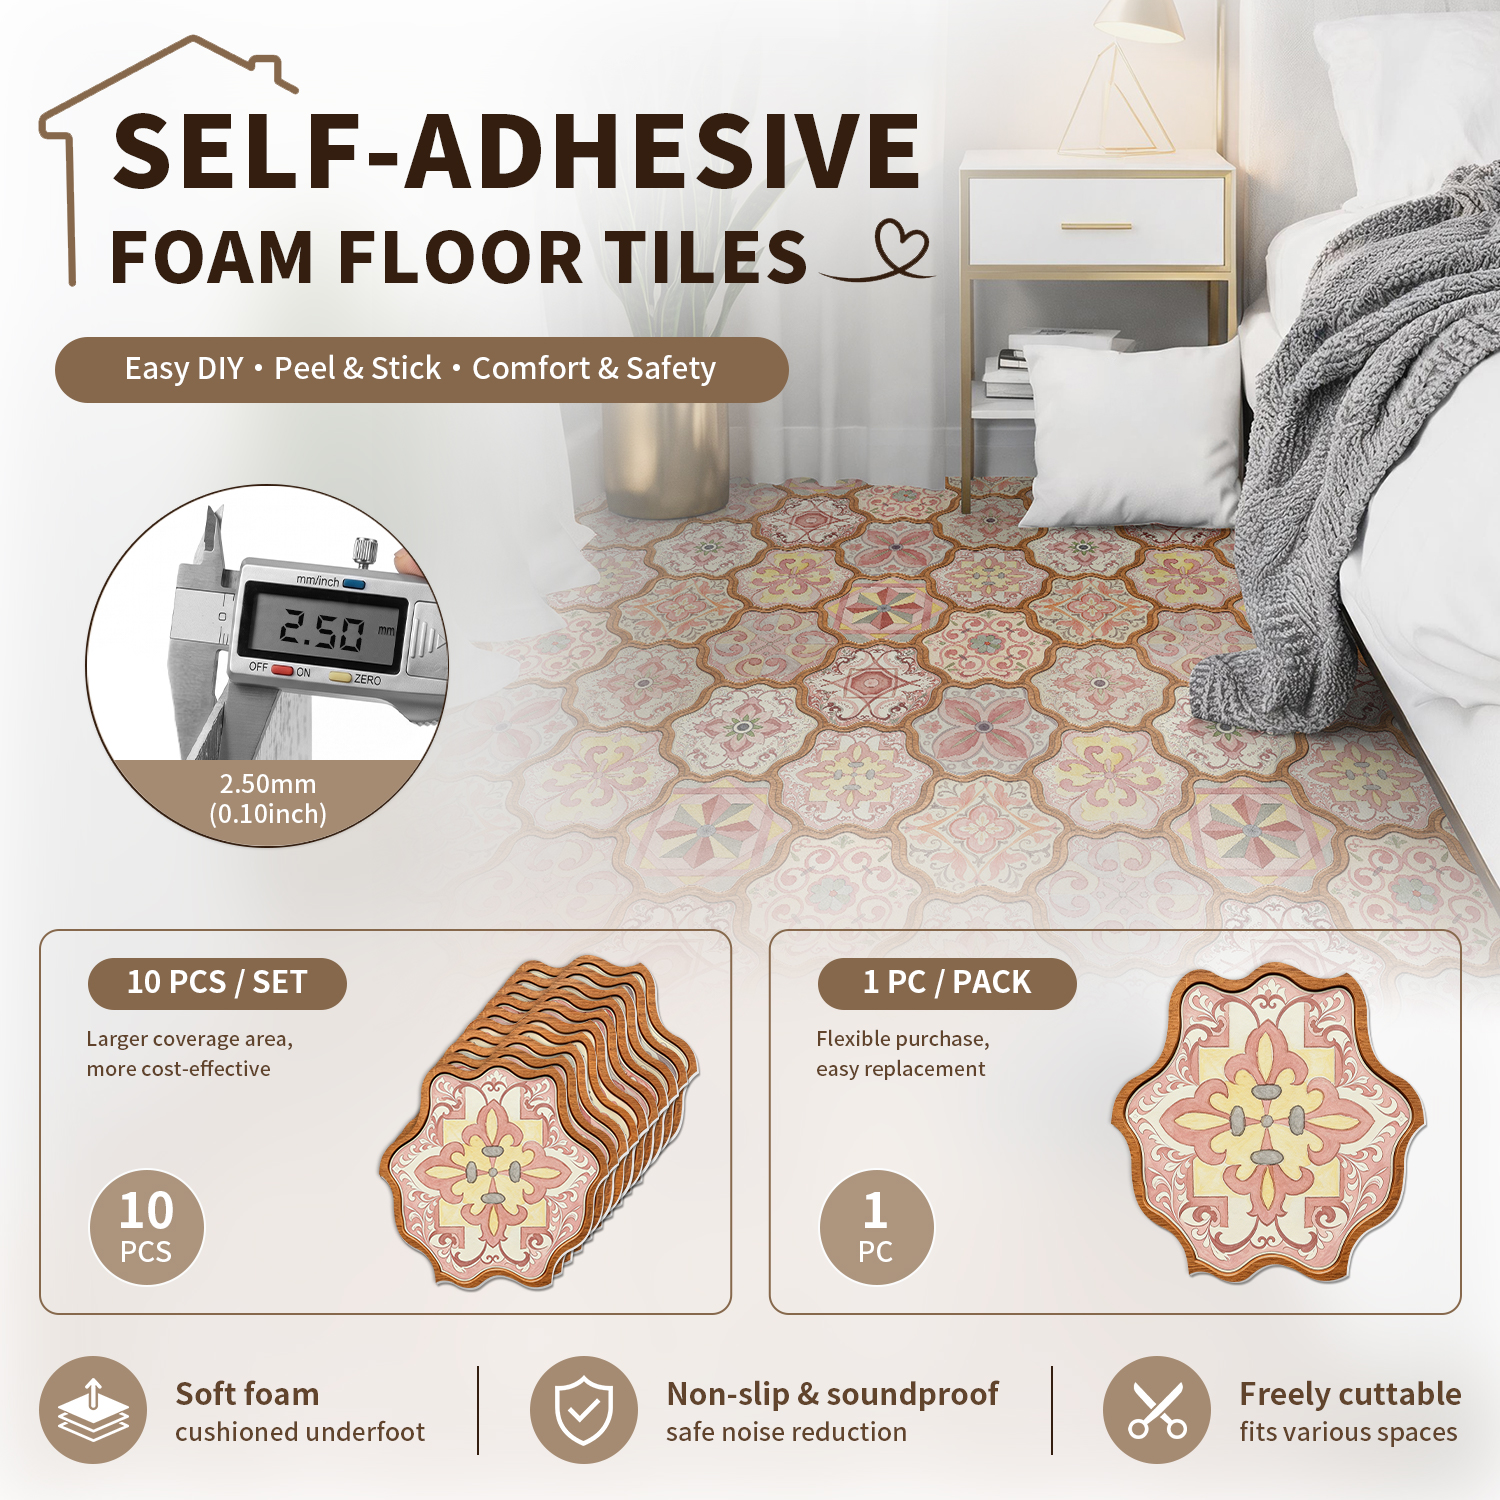 SELF-ADHESIVE
FOAM FLOOR TILES
Easy DIY • Peel & Stick • Comfort & Safety
mm/inch
2.50 mm
OFF ON ZERO
2.50mm
(0.10inch)
10 PCS / SET
Larger coverage area,
more cost-effective
10
PCS
1 PC / PACK
Flexible purchase,
easy replacement
1
PC
Soft foam
cushioned underfoot
Non-slip & soundproof
safe noise reduction
Freely cuttable
fits various spaces